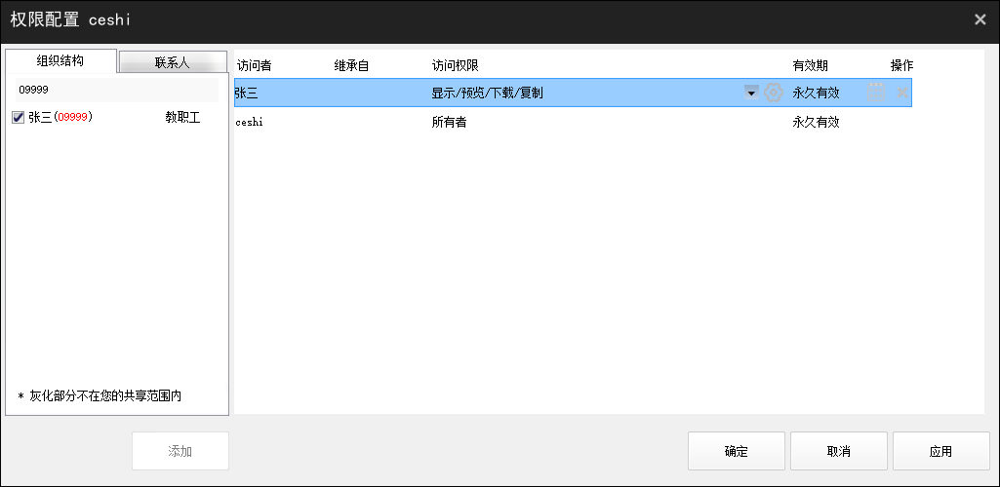 权限配置 ceshi
组织结构 联系人
09999
张三(09999) 教职工
* 灰化部分不在您的共享范围内
添加
访问者 继承自 访问权限 有效期 操作
张三 显示/预览/下载/复制 永久有效
ceshi 所有者 永久有效
确定 取消 应用